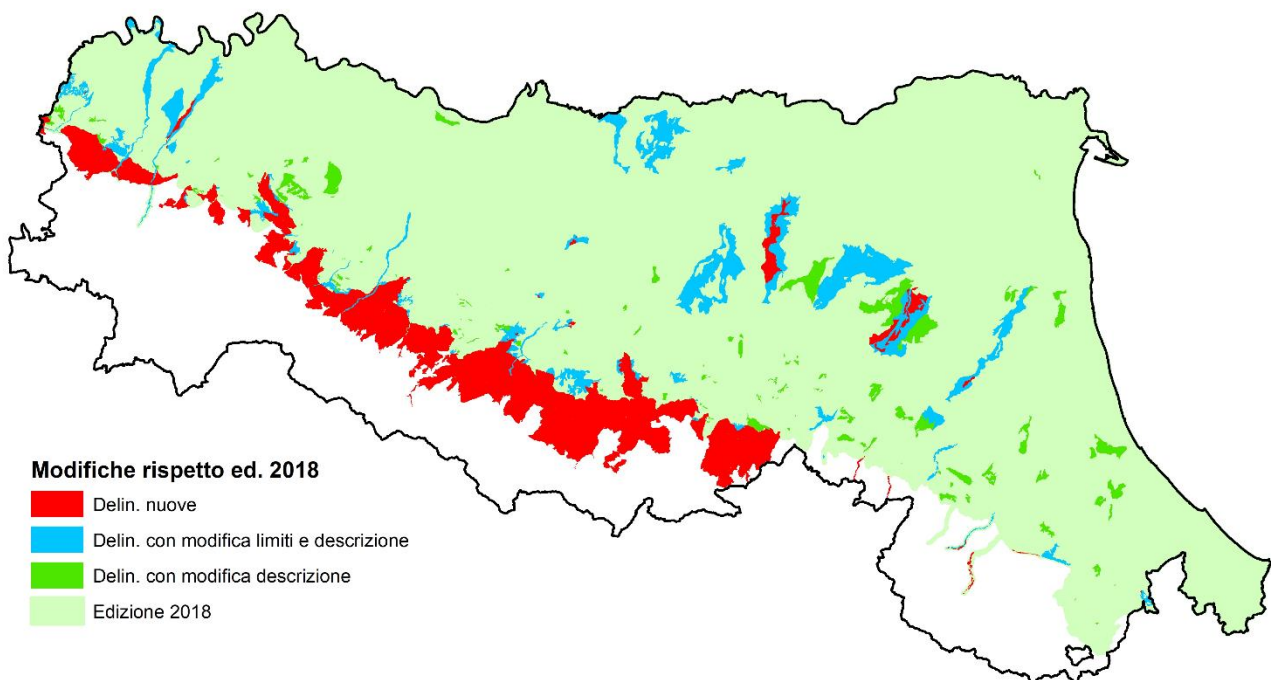 Modifiche rispetto ed. 2018
Delin. nuove
Delin. con modifica limiti e descrizione
Delin. con modifica descrizione
Edizione 2018